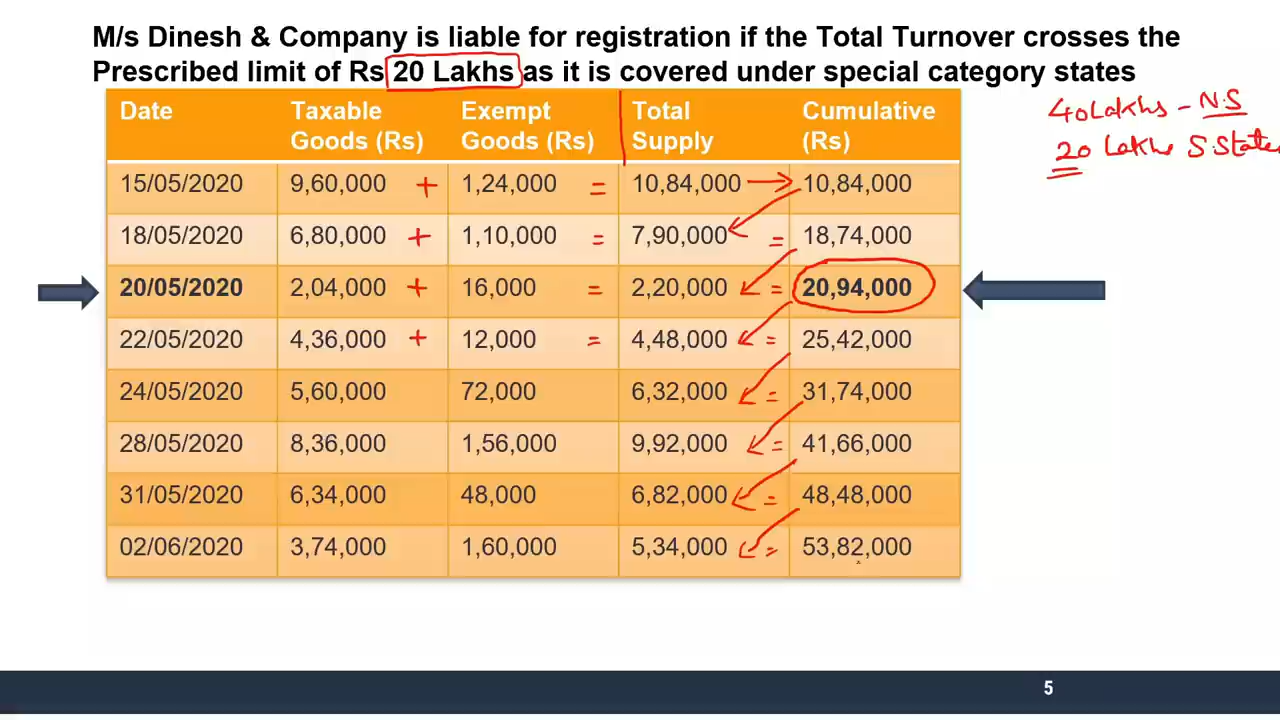 M/s Dinesh & Company is liable for registration if the Total Turnover crosses the
Prescribed limit of Rs 20 Lakhs as it is covered under special category states
40 Lakhs - N.S
20 Lakhs S.States
Date Taxable Goods (Rs) Exempt Goods (Rs) Total Supply Cumulative (Rs)
15/05/2020 9,60,000 + 1,24,000 = 10,84,000 → 10,84,000
18/05/2020 6,80,000 + 1,10,000 = 7,90,000 = 18,74,000
20/05/2020 2,04,000 + 16,000 = 2,20,000 = 20,94,000
22/05/2020 4,36,000 + 12,000 = 4,48,000 = 25,42,000
24/05/2020 5,60,000 72,000 6,32,000 = 31,74,000
28/05/2020 8,36,000 1,56,000 9,92,000 = 41,66,000
31/05/2020 6,34,000 48,000 6,82,000 = 48,48,000
02/06/2020 3,74,000 1,60,000 5,34,000 = 53,82,000
5